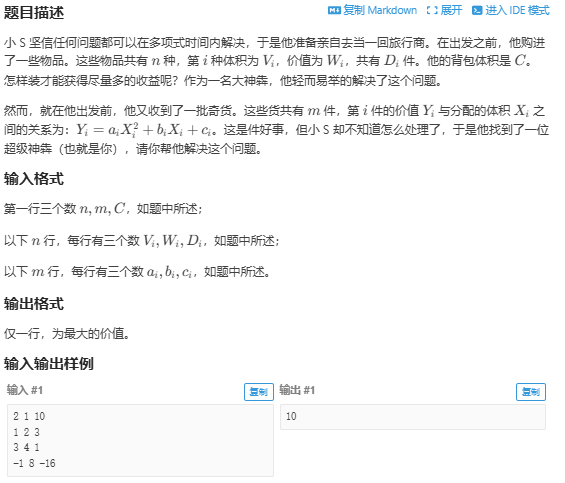 题目描述
复制 Markdown 展开 进入 IDE 模式
小 S 坚信任何问题都可以在多项式时间内解决，于是他准备亲自去当一回旅行商。在出发之前，他购进
了一些物品。这些物品共有 n 种，第 i 种体积为 V_i，价值为 W_i，共有 D_i 件。他的背包体积是 C。
怎样装才能获得尽量多的收益呢？作为一名大神犇，他轻而易举的解决了这个问题。
然而，就在他出发前，他又收到了一批奇货。这些货共有 m 件，第 i 件的价值 Y_i 与分配的体积 X_i 之
间的关系为：Y_i = a_iX_i^2 + b_iX_i + c_i。这是件好事，但小 S 却不知道怎么处理了，于是他找到了一位
超级神犇（也就是你），请你帮他解决这个问题。
输入格式
第一行三个数 n, m, C，如题中所述；
以下 n 行，每行有三个数 V_i, W_i, D_i，如题中所述；
以下 m 行，每行有三个数 a_i, b_i, c_i，如题中所述。
输出格式
仅一行，为最大的价值。
输入输出样例
输入 #1 复制
2 1 10
1 2 3
3 4 1
-1 8 -16
输出 #1 复制
10